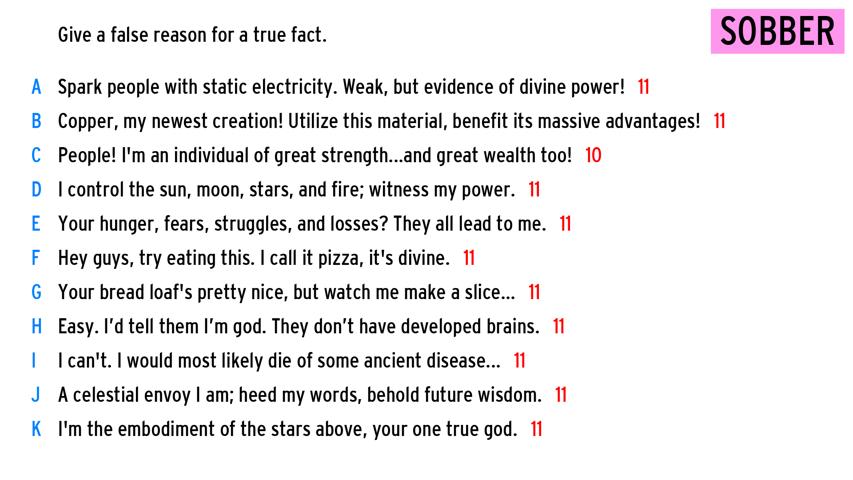 Give a false reason for a true fact.
SOBBER
A Spark people with static electricity. Weak, but evidence of divine power! 11
B Copper, my newest creation! Utilize this material, benefit its massive advantages! 11
C People! I'm an individual of great strength...and great wealth too! 10
D I control the sun, moon, stars, and fire; witness my power. 11
E Your hunger, fears, struggles, and losses? They all lead to me. 11
F Hey guys, try eating this. I call it pizza, it's divine. 11
G Your bread loaf's pretty nice, but watch me make a slice... 11
H Easy. I’d tell them I’m god. They don’t have developed brains. 11
I I can't. I would most likely die of some ancient disease... 11
J A celestial envoy I am; heed my words, behold future wisdom. 11
K I'm the embodiment of the stars above, your one true god. 11